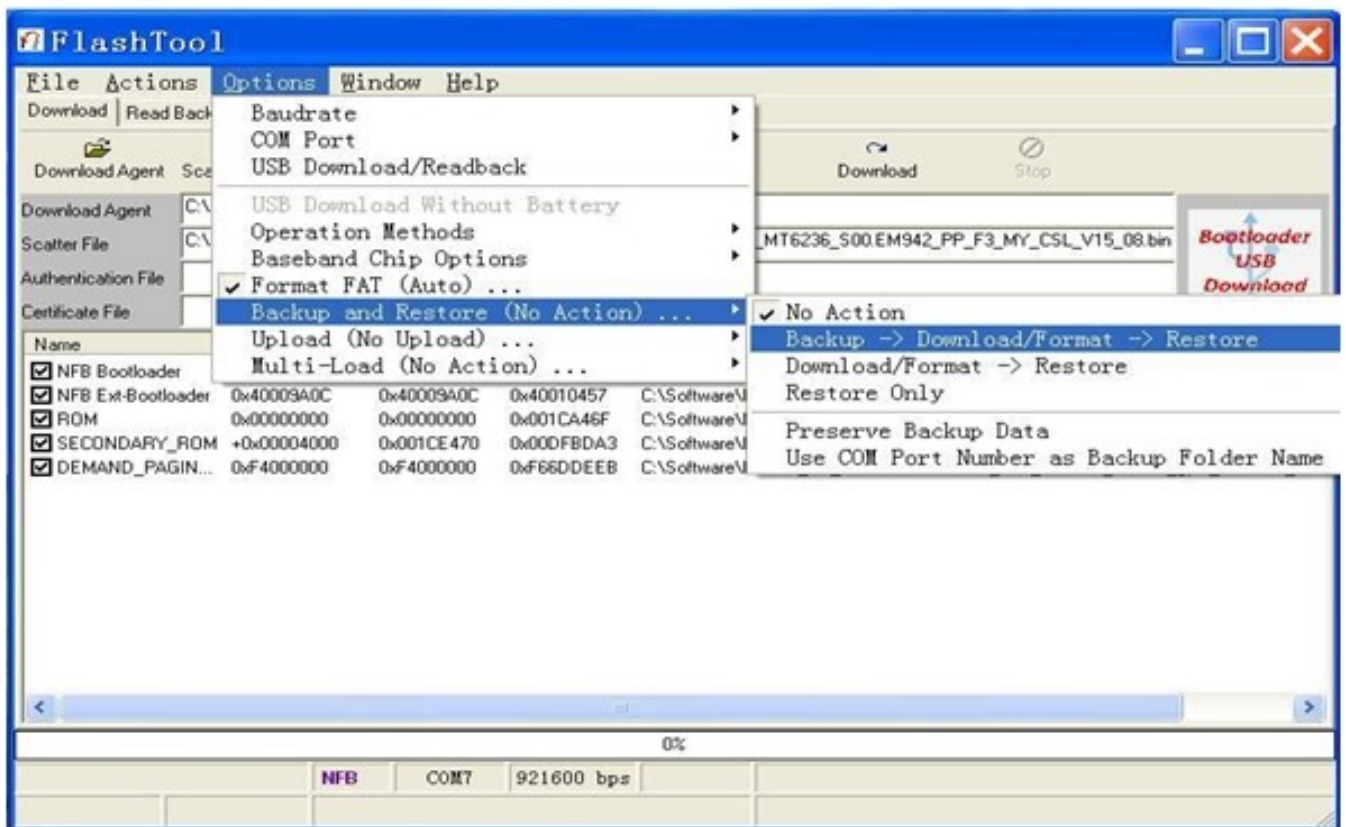 FlashTool
File Actions Options Window Help
Download Read Back
Baudrate
COM Port
USB Download/Readback
USB Download Without Battery
Operation Methods
Baseband Chip Options
Format FAT (Auto) ...
Backup and Restore (No Action) ...
Upload (No Upload) ...
Multi-Load (No Action) ...
No Action
Backup -> Download/Format -> Restore
Download/Format -> Restore
Restore Only
Preserve Backup Data
Use COM Port Number as Backup Folder Name
Download Agent Download Stop
Download Agent C:\
Scatter File C:\ _MT6236_S00.EM942_PP_F3_MY_CSL_V15_08.bin
Authentication File
Certificate File
Bootloader
USB
Download
Name
NFB Bootloader
NFB Ext-Bootloader 0x40009A0C 0x40009A0C 0x40010457 C:\Software\
ROM 0x00000000 0x00000000 0x001CA46F C:\Software\
SECONDARY_ROM +0x00004000 0x001CE470 0x00DFBDA3 C:\Software\
DEMAND_PAGIN... 0xF4000000 0xF4000000 0xF66DDEEB C:\Software\
0%
NFB COM7 921600 bps